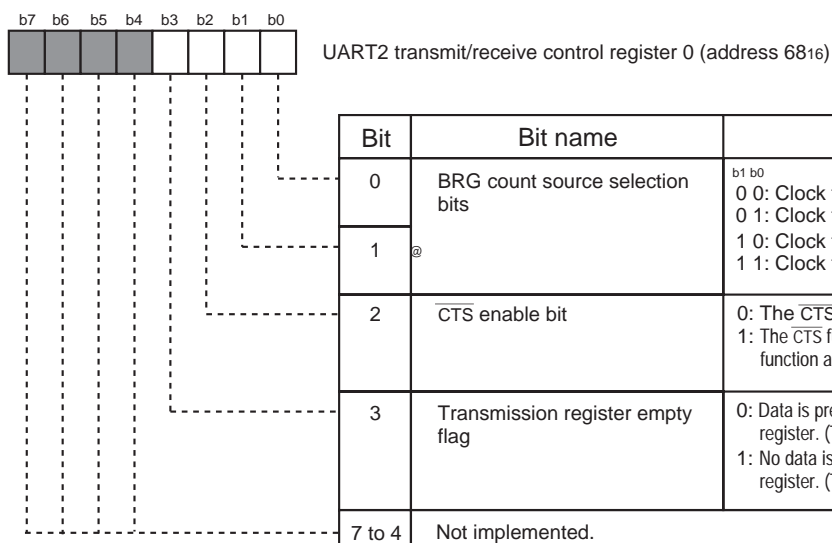 b7 b6 b5 b4 b3 b2 b1 b0
UART2 transmit/receive control register 0 (address 6816)
Bit Bit name
0 BRG count source selection bits
b1 b0
0 0: Clock
0 1: Clock
1 @
1 0: Clock
1 1: Clock
2 CTS enable bit
0: The CTS
1: The CTS
function
3 Transmission register empty flag
0: Data is
register.
1: No data is
register.
7 to 4 Not implemented.